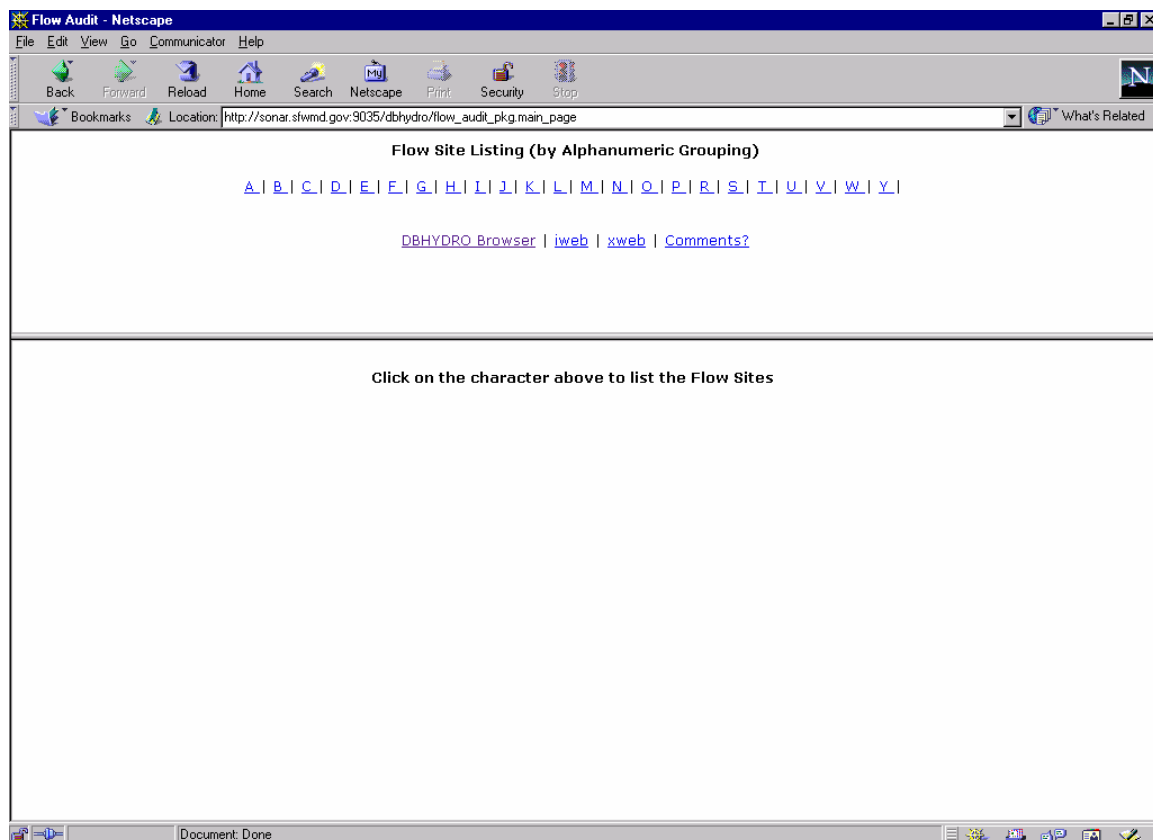 Flow Audit - Netscape
File Edit View Go Communicator Help
My
Back Forward Reload Home Search Netscape Print Security Stop
N
Bookmarks Location: http://sonar.sfwmd.gov:9035/dbhydro/flow_audit_pkg.main_page What's Related
Flow Site Listing (by Alphanumeric Grouping)
A | B | C | D | E | F | G | H | I | J | K | L | M | N | O | P | R | S | T | U | V | W | Y |
DBHYDRO Browser | iweb | xweb | Comments?
Click on the character above to list the Flow Sites
Document: Done